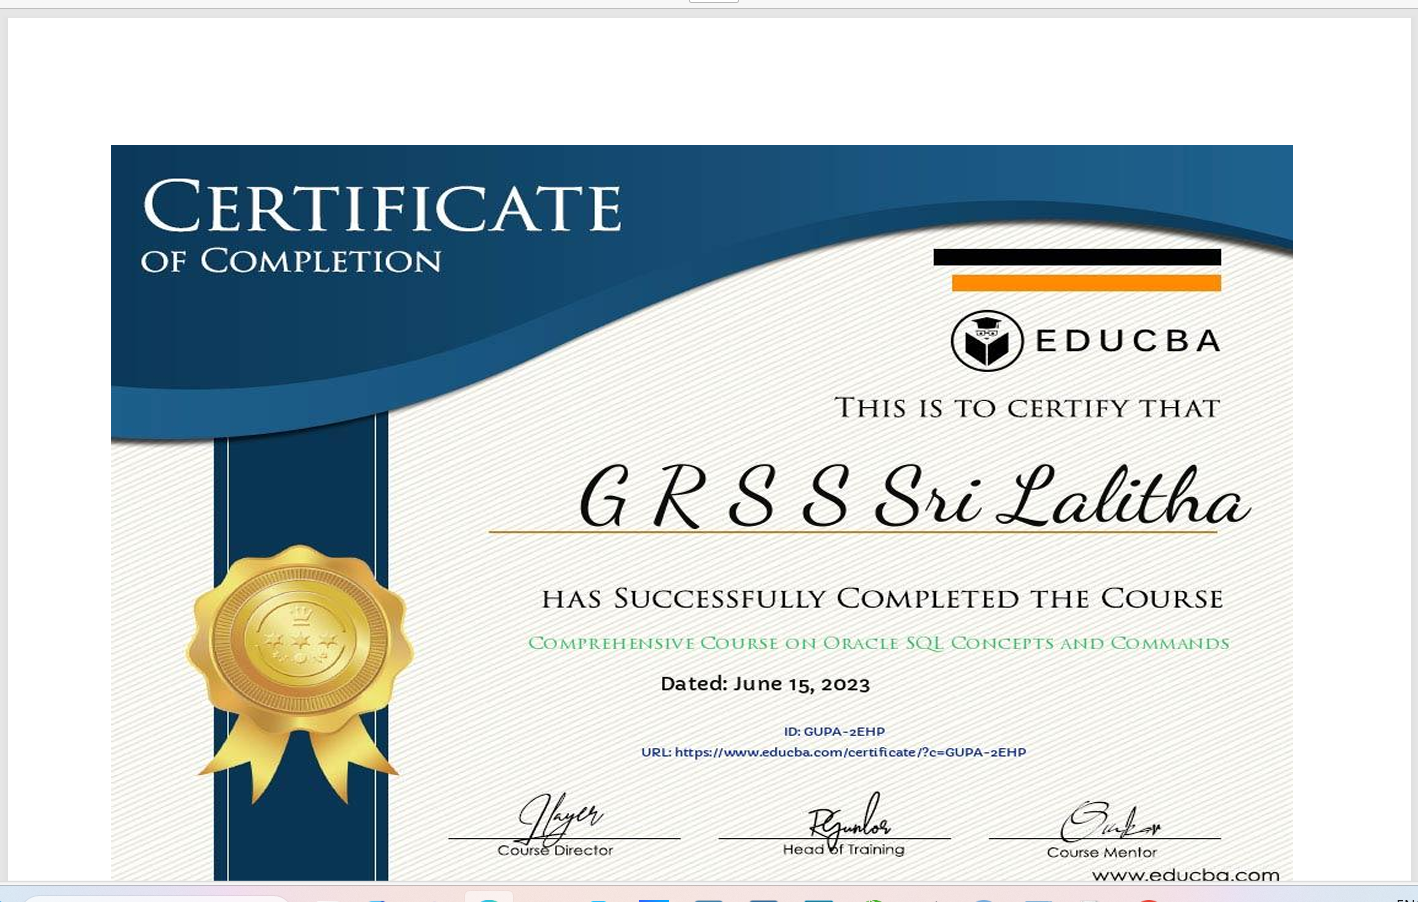 CERTIFICATE
OF COMPLETION
EDUCBA
THIS IS TO CERTIFY THAT
G R S S Sri Lalitha
HAS SUCCESSFULLY COMPLETED THE COURSE
COMPREHENSIVE COURSE ON ORACLE SQL CONCEPTS AND COMMANDS
Dated: June 15, 2023
ID: GUPA-2EHP
URL: https://www.educba.com/certificate/?c=GUPA-2EHP
Course Director
Head of Training
Course Mentor
www.educba.com